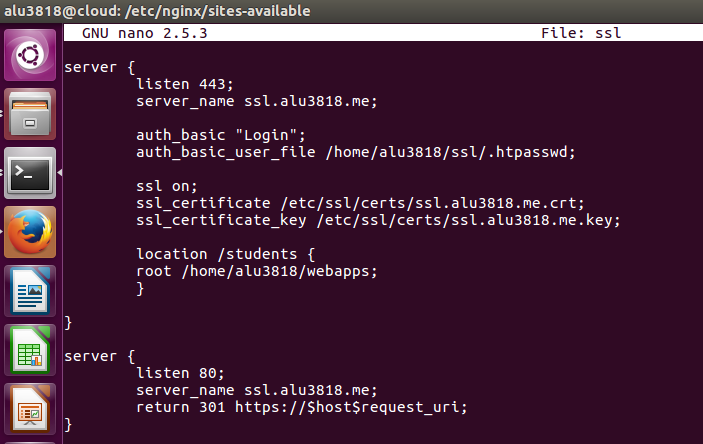 alu3818@cloud: /etc/nginx/sites-available
GNU nano 2.5.3 File: ssl
server {
listen 443;
server_name ssl.alu3818.me;
auth_basic "Login";
auth_basic_user_file /home/alu3818/ssl/.htpasswd;
ssl on;
ssl_certificate /etc/ssl/certs/ssl.alu3818.me.crt;
ssl_certificate_key /etc/ssl/certs/ssl.alu3818.me.key;
location /students {
root /home/alu3818/webapps;
}
}
server {
listen 80;
server_name ssl.alu3818.me;
return 301 https://$host$request_uri;
}